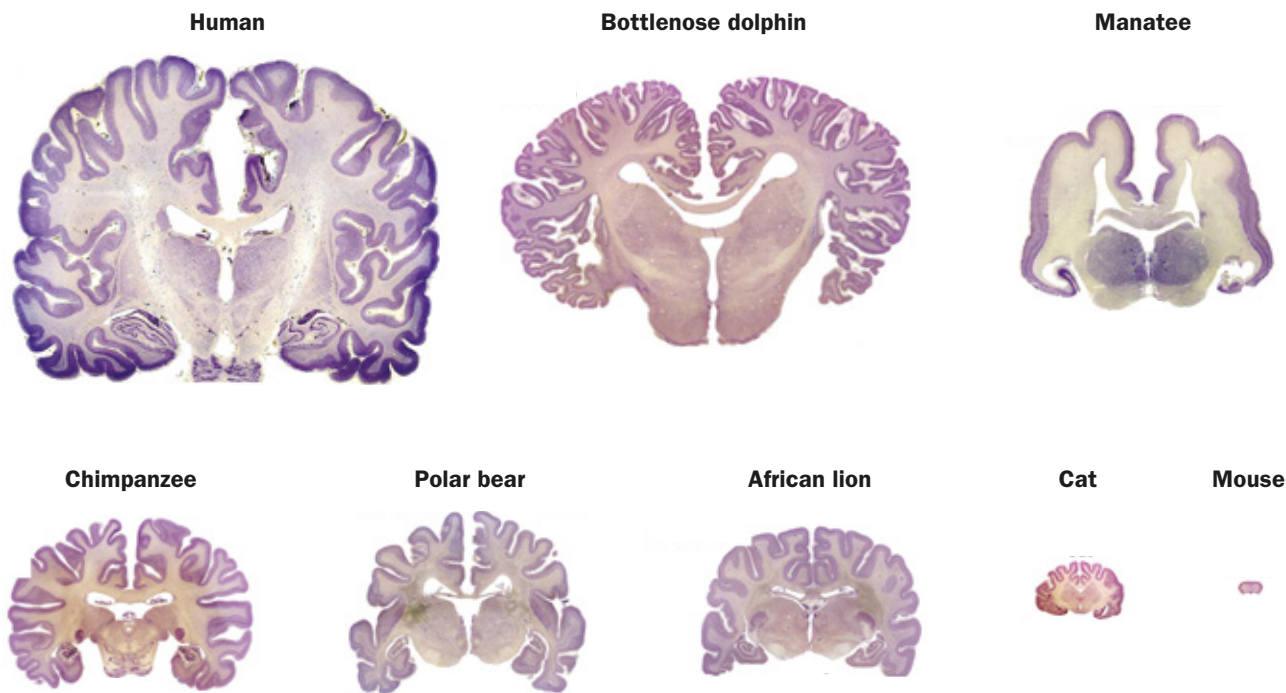 Human
Bottlenose dolphin
Manatee
Chimpanzee
Polar bear
African lion
Cat
Mouse